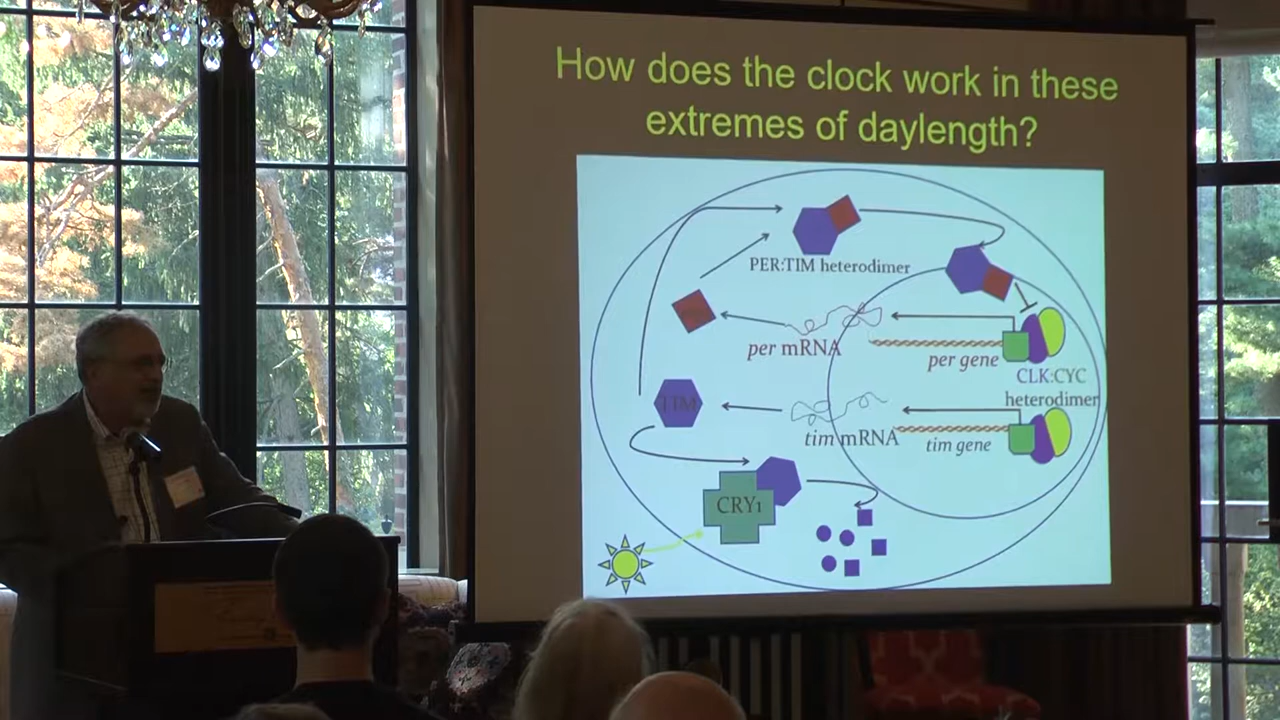 How does the clock work in these
extremes of daylength?
PER:TIM heterodimer
per mRNA
per gene
CLK:CYC
heterodimer
TIM
tim mRNA
tim gene
CRY1